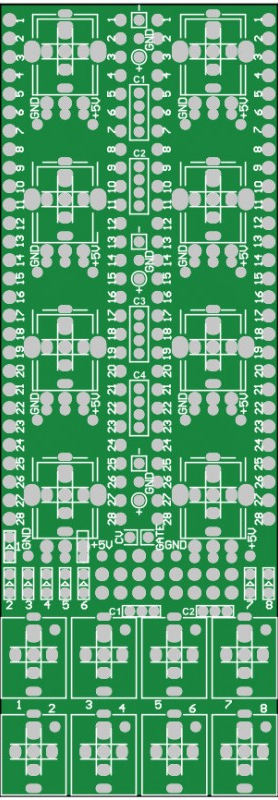 1 1 - 1 1
2 2 GND 2 2
3 3 + 3 3
4 4 C1 4 4
5 5 5 5
GND +5V GND +5V
6 6 6 6
7 7 7 7
8 8 C2 8 8
9 9 9 9
10 10 10 10
11 11 11 11
12 12 12 12
13 13 - 13 13
GND +5V GND GND +5V
14 14 14 14
15 15 + 15 15
16 16 C3 16 16
17 17 17 17
18 18 18 18
19 19 19 19
20 20 C4 20 20
21 21 21 21
GND +5V GND +5V
22 22 22 22
23 23 23 23
24 24 24 24
25 25 - 25 25
26 26 GND 26 26
27 27 + 27 27
28 28 28 28
1 GND +5V CV GATE GND +5V
2 3 4 5 6 7 8
C1 C2
1 2 3 4 5 6 7 8